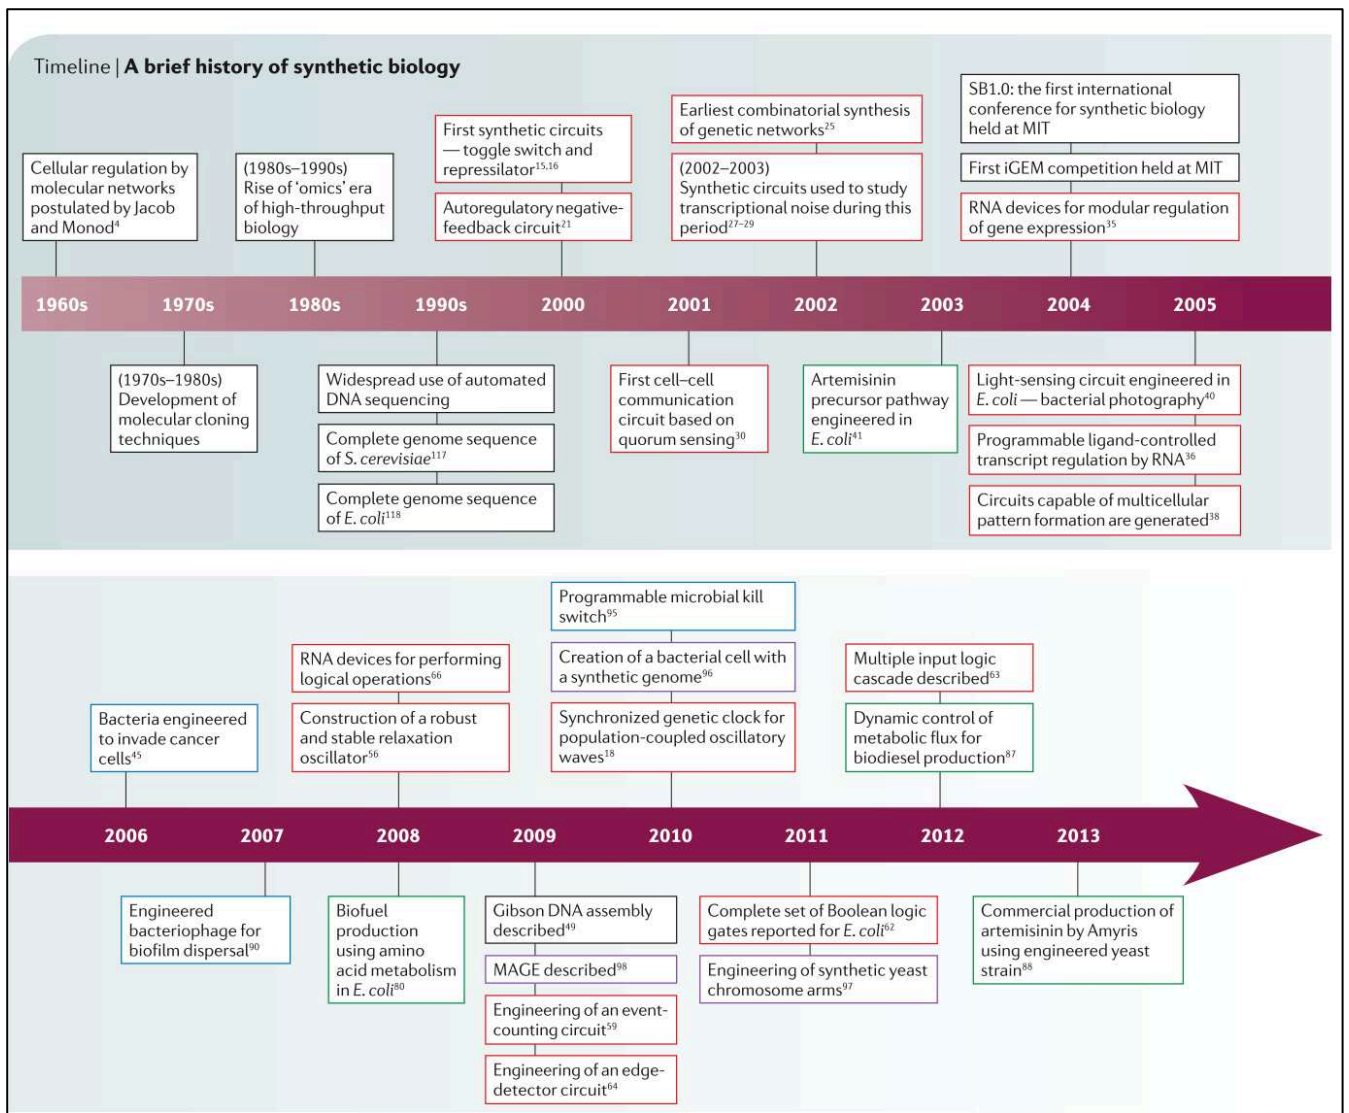 Timeline | A brief history of synthetic biology
Cellular regulation by
molecular networks
postulated by Jacob
and Monod4
(1980s–1990s)
Rise of 'omics' era
of high-throughput
biology
First synthetic circuits
— toggle switch and
repressilator15,16
Autoregulatory negative-
feedback circuit21
Earliest combinatorial synthesis
of genetic networks25
(2002–2003)
Synthetic circuits used to study
transcriptional noise during this
period27–29
SB1.0: the first international
conference for synthetic biology
held at MIT
First iGEM competition held at MIT
RNA devices for modular regulation
of gene expression35
1960s 1970s 1980s 1990s 2000 2001 2002 2003 2004 2005
(1970s–1980s)
Development of
molecular cloning
techniques
Widespread use of automated
DNA sequencing
Complete genome sequence
of S. cerevisiae117
Complete genome sequence
of E. coli118
First cell–cell
communication
circuit based on
quorum sensing30
Artemisinin
precursor pathway
engineered in
E. coli41
Light-sensing circuit engineered in
E. coli — bacterial photography40
Programmable ligand-controlled
transcript regulation by RNA36
Circuits capable of multicellular
pattern formation are generated38
Bacteria engineered
to invade cancer
cells45
RNA devices for performing
logical operations66
Construction of a robust
and stable relaxation
oscillator56
Programmable microbial kill
switch95
Creation of a bacterial cell with
a synthetic genome96
Synchronized genetic clock for
population-coupled oscillatory
waves18
Multiple input logic
cascade described63
Dynamic control of
metabolic flux for
biodiesel production87
2006 2007 2008 2009 2010 2011 2012 2013
Engineered
bacteriophage for
biofilm dispersal90
Biofuel
production
using amino
acid metabolism
in E. coli80
Gibson DNA assembly
described49
MAGE described98
Engineering of an event-
counting circuit59
Engineering of an edge-
detector circuit64
Complete set of Boolean logic
gates reported for E. coli62
Engineering of synthetic yeast
chromosome arms97
Commercial production of
artemisinin by Amyris
using engineered yeast
strain88